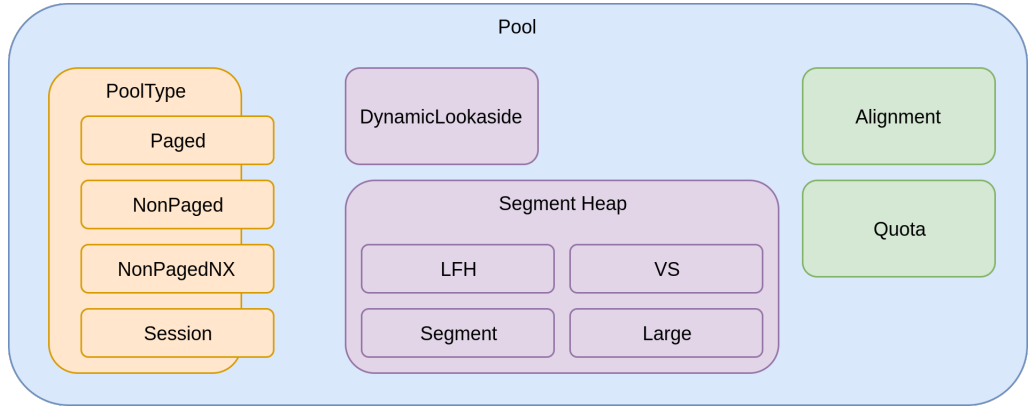 Pool
PoolType
Paged
NonPaged
NonPagedNX
Session
DynamicLookaside
Segment Heap
LFH
VS
Segment
Large
Alignment
Quota